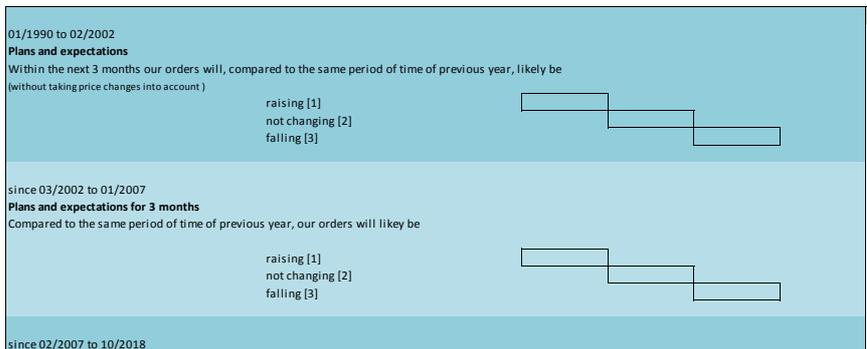 01/1990 to 02/2002
Plans and expectations
Within the next 3 months our orders will, compared to the same period of time of previous year, likely be
(without taking price changes into account )
raising [1]
not changing [2]
falling [3]
since 03/2002 to 01/2007
Plans and expectations for 3 months
Compared to the same period of time of previous year, our orders will likey be
raising [1]
not changing [2]
falling [3]
since 02/2007 to 10/2018